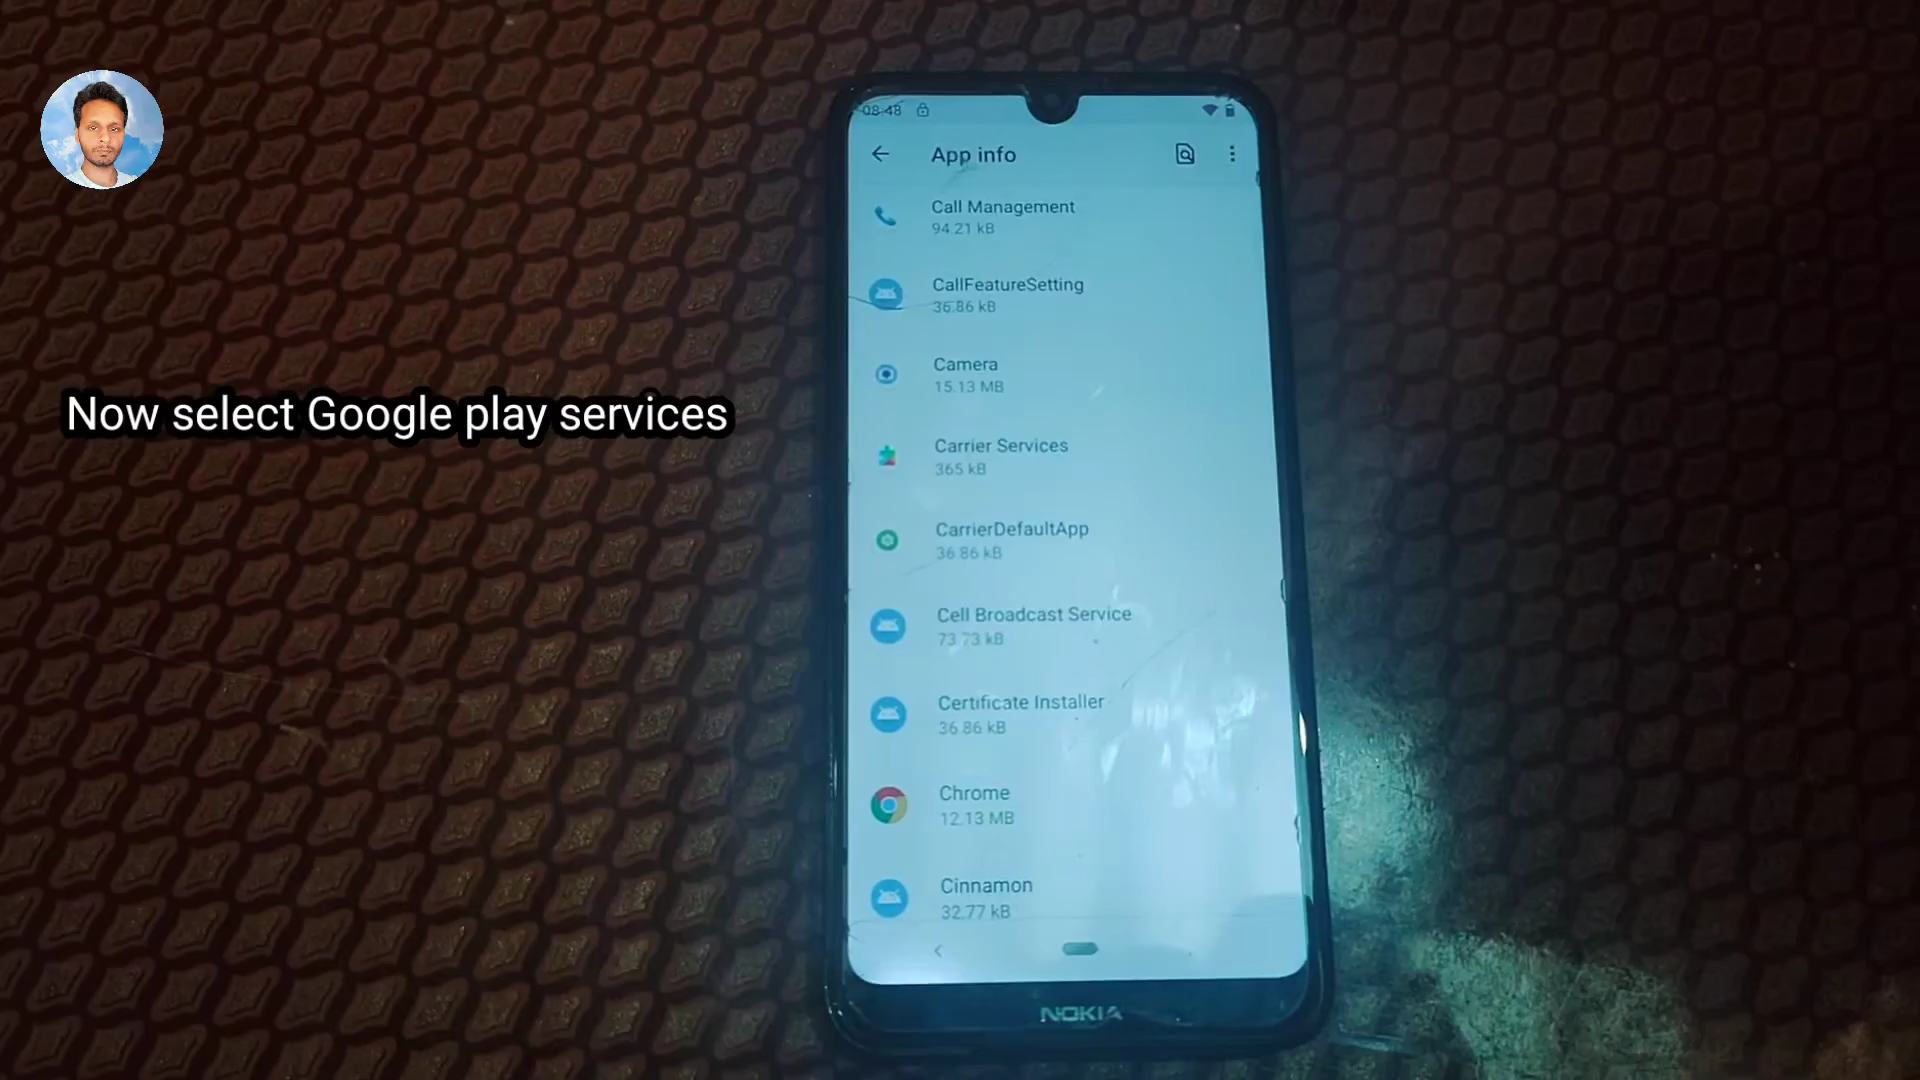 Now select Google play services
08:48
App info
Call Management
94.21 kB
CallFeatureSetting
36.86 kB
Camera
15.13 MB
Carrier Services
365 kB
CarrierDefaultApp
36.86 kB
Cell Broadcast Service
73.73 kB
Certificate Installer
36.86 kB
Chrome
12.13 MB
Cinnamon
32.77 kB
NOKIA